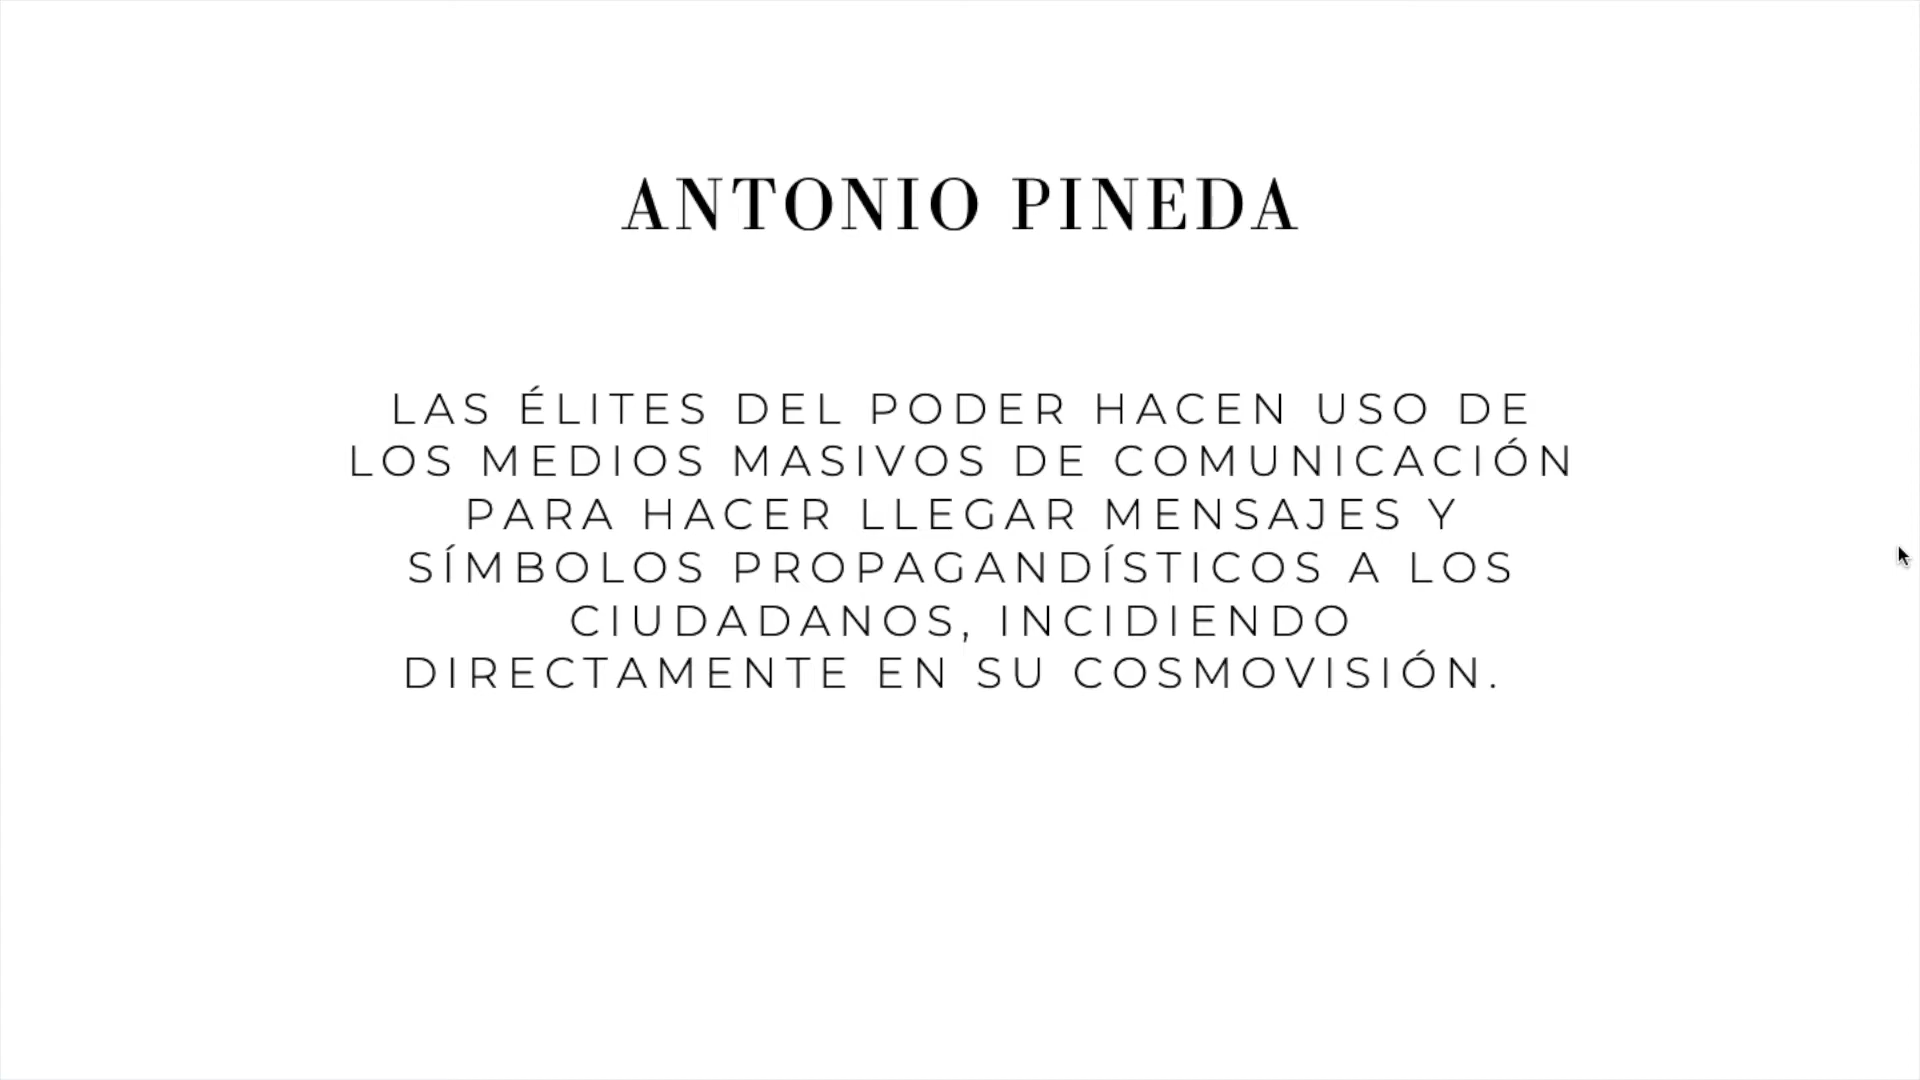 ANTONIO PINEDA
LAS ÉLITES DEL PODER HACEN USO DE
LOS MEDIOS MASIVOS DE COMUNICACIÓN
PARA HACER LLEGAR MENSAJES Y
SÍMBOLOS PROPAGANDÍSTICOS A LOS
CIUDADANOS, INCIDIENDO
DIRECTAMENTE EN SU COSMOVISIÓN.